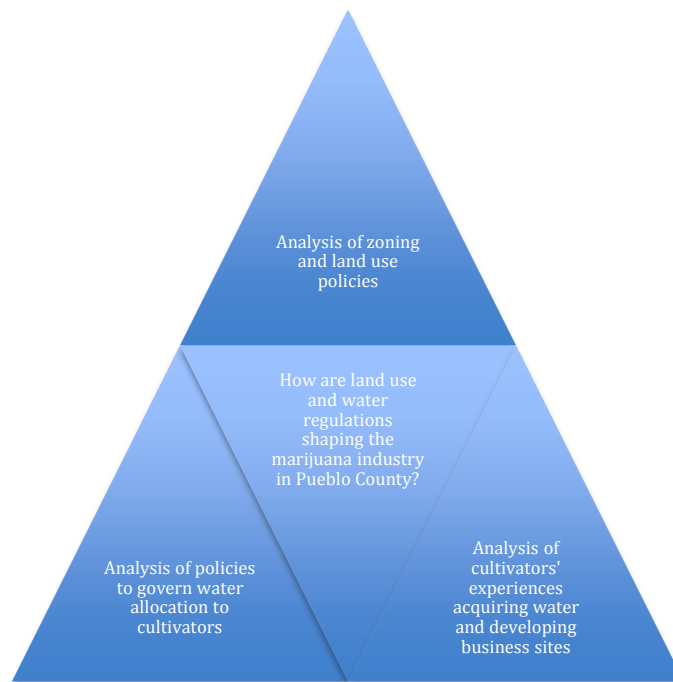 Analysis of zoning
and land use
policies
How are land use
and water
regulations
shaping the
marijuana industry
in Pueblo County?
Analysis of policies
to govern water
allocation to
cultivators
Analysis of
cultivators'
experiences
acquiring water
and developing
business sites